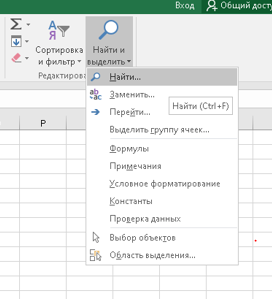 Вход Общий доступ
Сортировка и фильтр
Найти и выделить
Редактирова
Найти...
Заменить...
Найти (Ctrl+F)
Перейти...
Выделить группу ячеек...
Формулы
Примечания
Условное форматирование
Константы
Проверка данных
Выбор объектов
Область выделения...
P